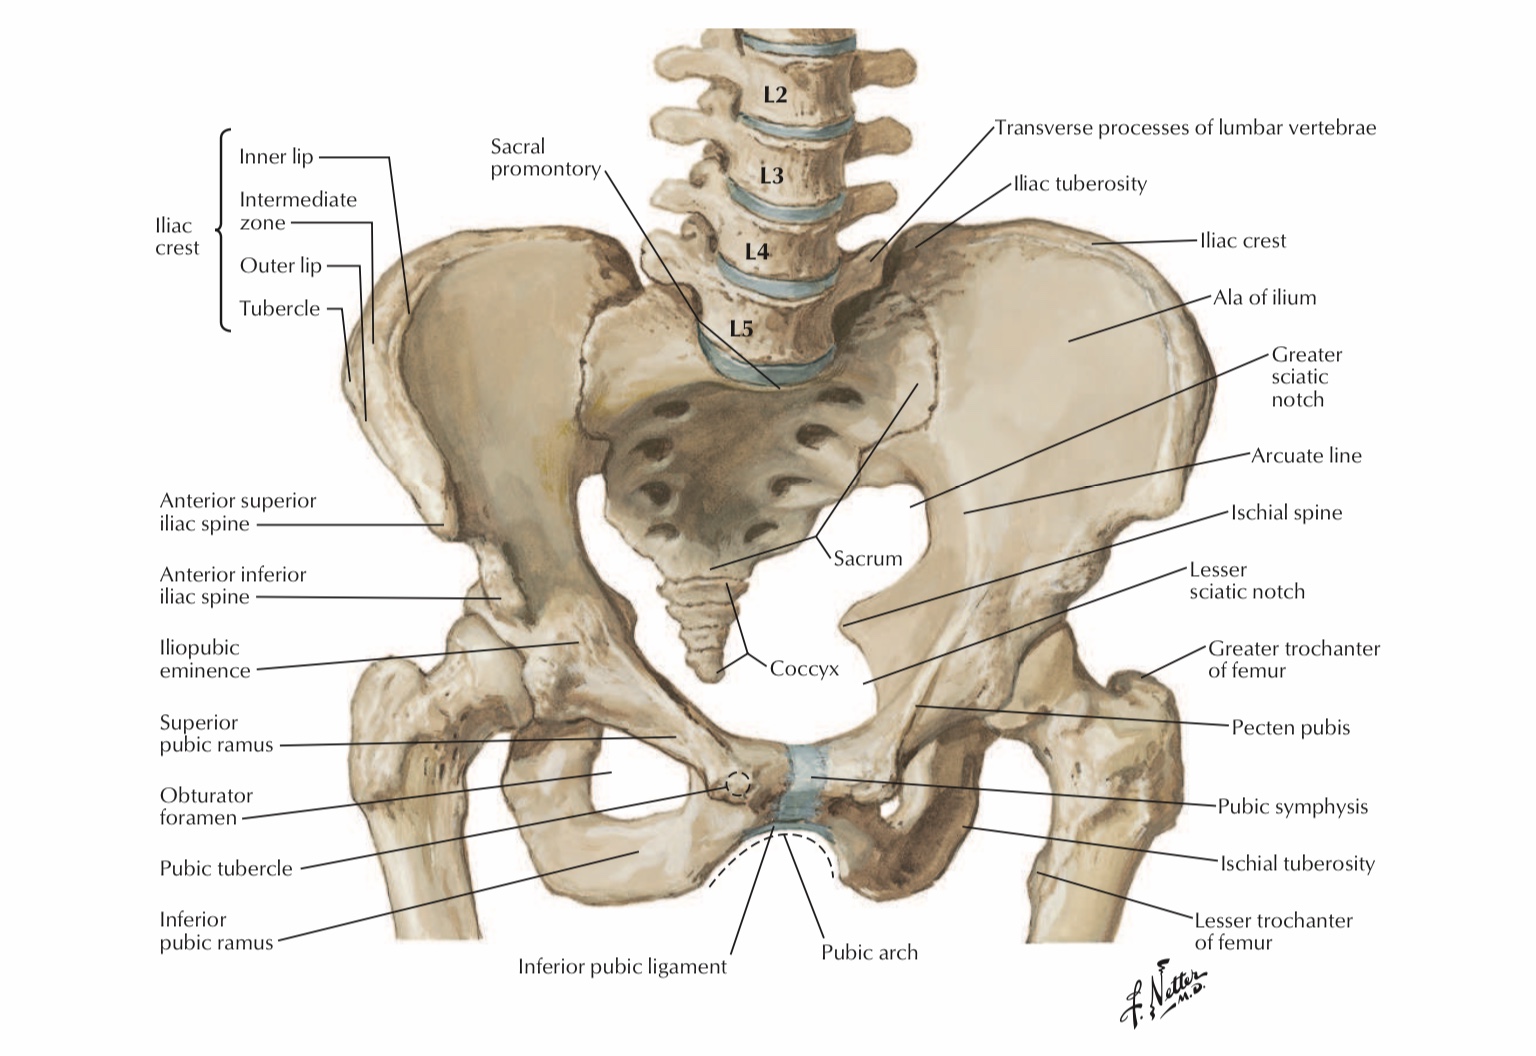 L2
L3
L4
L5
Iliac
crest
Inner lip
Intermediate
zone
Outer lip
Tubercle
Sacral
promontory
Anterior superior
iliac spine
Anterior inferior
iliac spine
Iliopubic
eminence
Superior
pubic ramus
Obturator
foramen
Pubic tubercle
Inferior
pubic ramus
Transverse processes of lumbar vertebrae
Iliac tuberosity
Iliac crest
Ala of ilium
Greater
sciatic
notch
Arcuate line
Ischial spine
Lesser
sciatic notch
Greater trochanter
of femur
Pecten pubis
Pubic symphysis
Ischial tuberosity
Lesser trochanter
of femur
Sacrum
Coccyx
Inferior pubic ligament
Pubic arch
F. Netter
M.D.